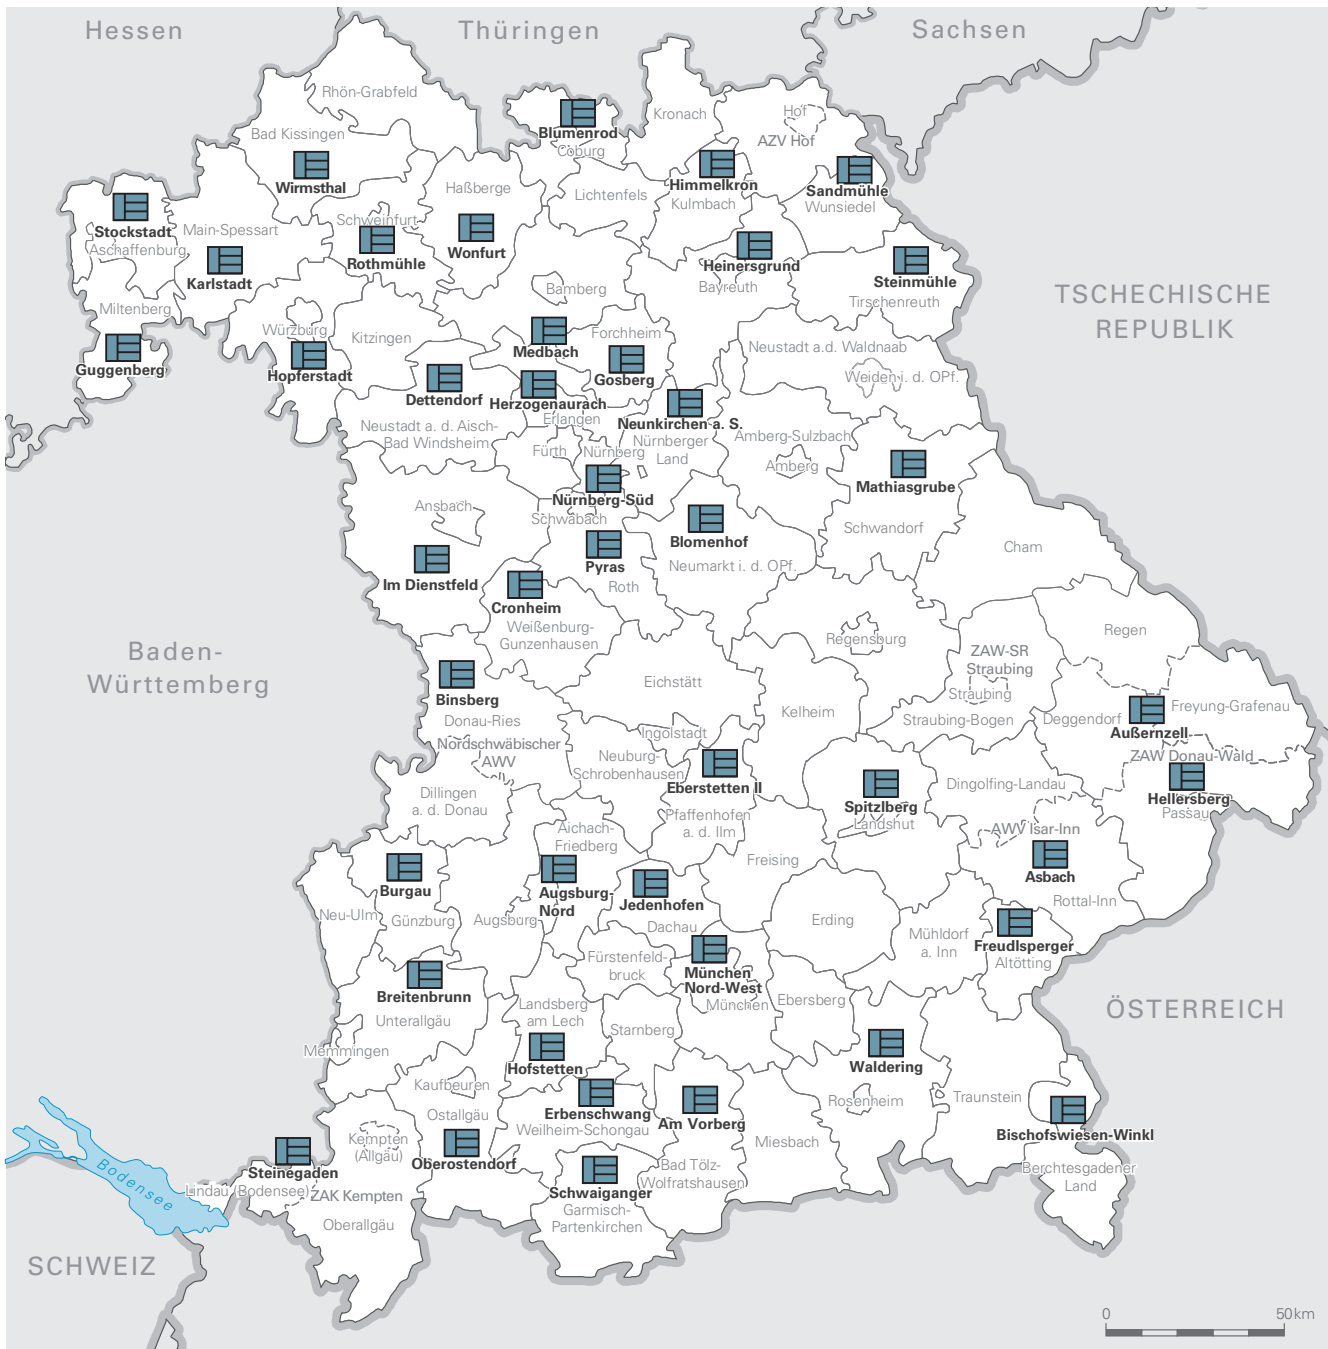 Hessen
Thüringen
Sachsen
Rhön-Grabfeld
Kronach
Hof
Bad Kissingen
Blumenrod
Coburg
AZV Hof
Wirmsthal
Haßberge
Lichtenfels
Himmelkron
Kulmbach
Sandmühle
Wunsiedel
Stockstadt
Aschaffenburg
Main-Spessart
Schweinfurt
Rothmühle
Wonfurt
Karlstadt
Heinersgrund
Bayreuth
Steinmühle
Tirschenreuth
TSCHECHISCHE
REPUBLIK
Miltenberg
Bamberg
Würzburg
Kitzingen
Medbach
Forchheim
Neustadt a.d. Waldnaab
Guggenberg
Hopferstadt
Gosberg
Weiden i. d. OPf.
Dettendorf
Herzogenaurach
Erlangen
Neunkirchen a. S.
Neustadt a. d. Aisch-
Bad Windsheim
Fürth
Nürnberg
Nürnberger
Land
Amberg-Sulzbach
Amberg
Mathiasgrube
Nürnberg-Süd
Schwabach
Ansbach
Schwandorf
Blomenhof
Neumarkt i. d. OPf.
Cham
Pyras
Roth
Im Dienstfeld
Cronheim
Weißenburg-
Gunzenhausen
Regensburg
Regen
Baden-
Württemberg
ZAW-SR
Straubing
Straubing
Straubing-Bogen
Eichstätt
Binsberg
Donau-Ries
Kelheim
Deggendorf
Freyung-Grafenau
Außernzell
Nordschwäbischer
AWV
Ingolstadt
Neuburg-
Schrobenhausen
ZAW Donau-Wald
Eberstetten II
Dillingen
a. d. Donau
Spitzlberg
Landshut
Dingolfing-Landau
Hellersberg
Passau
Pfaffenhofen
a. d. Ilm
Aichach-
Friedberg
AWV Isar-Inn
Freising
Asbach
Rottal-Inn
Burgau
Augsburg-
Nord
Jedenhofen
Dachau
Neu-Ulm
Günzburg
Augsburg
Erding
Mühldorf
a. Inn
Freudlsperger
Altötting
Fürstenfeld-
bruck
München
Nord-West
München
Breitenbrunn
Unterallgäu
Landsberg
am Lech
Ebersberg
ÖSTERREICH
Starnberg
Memmingen
Hofstetten
Waldering
Kaufbeuren
Ostallgäu
Erbenschwang
Weilheim-Schongau
Am Vorberg
Rosenheim
Traunstein
Bischofswiesen-Winkl
Berchtesgadener
Land
Kempten
(Allgäu)
Miesbach
Oberostendorf
Bad Tölz-
Wolfratshausen
Bodensee
Steinegaden
Lindau (Bodensee)
ZAK Kempten
Oberallgäu
Schwaiganger
Garmisch-
Partenkirchen
SCHWEIZ
0
50 km